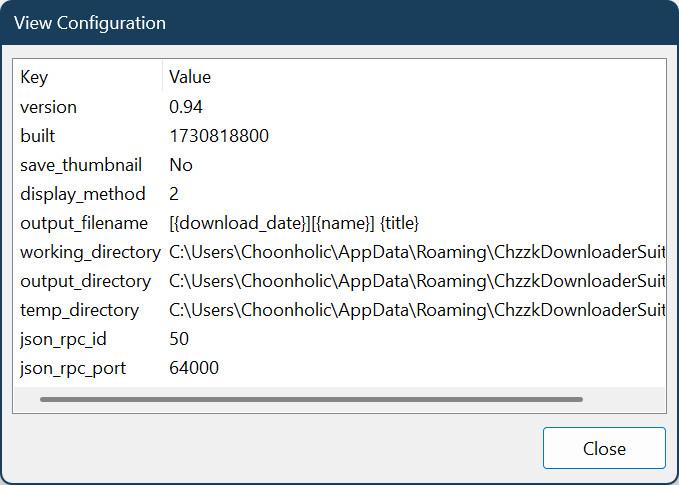 View Configuration
Key Value
version 0.94
built 1730818800
save_thumbnail No
display_method 2
output_filename [{download_date}][{name}] {title}
working_directory C:\Users\Choonholic\AppData\Roaming\ChzzkDownloaderSuit
output_directory C:\Users\Choonholic\AppData\Roaming\ChzzkDownloaderSuit
temp_directory C:\Users\Choonholic\AppData\Roaming\ChzzkDownloaderSuit
json_rpc_id 50
json_rpc_port 64000
Close